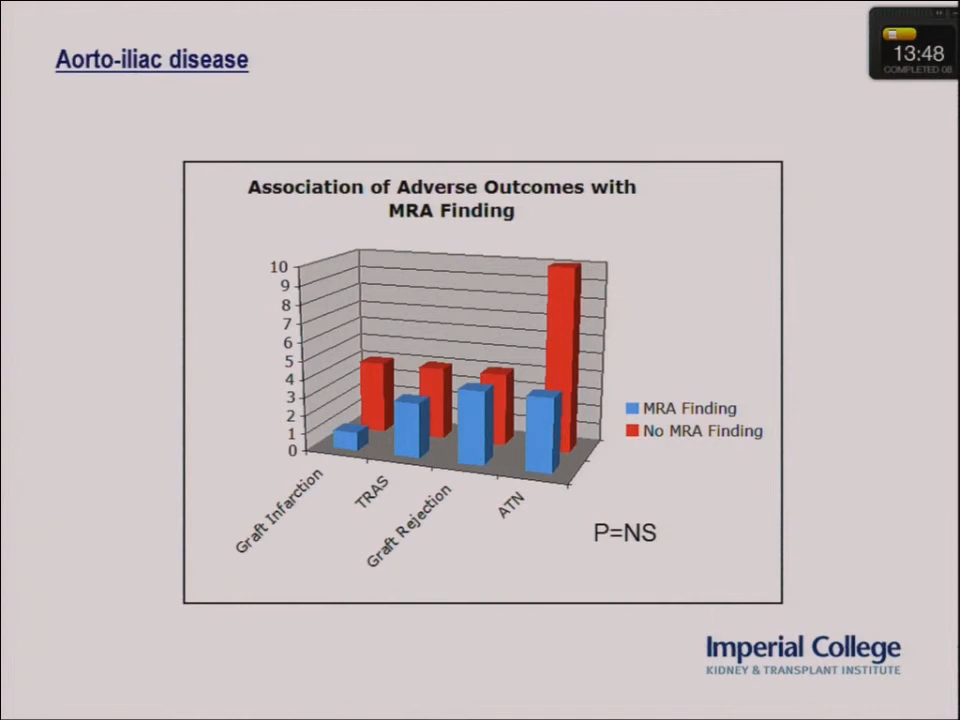 Aorto-iliac disease
13:48
COMPLETED 08
Association of Adverse Outcomes with
MRA Finding
10
9
8
7
6
5
4
3
2
1
0
Graft Infarction
TRAS
Graft Rejection
ATN
MRA Finding
No MRA Finding
P=NS
Imperial College
KIDNEY & TRANSPLANT INSTITUTE